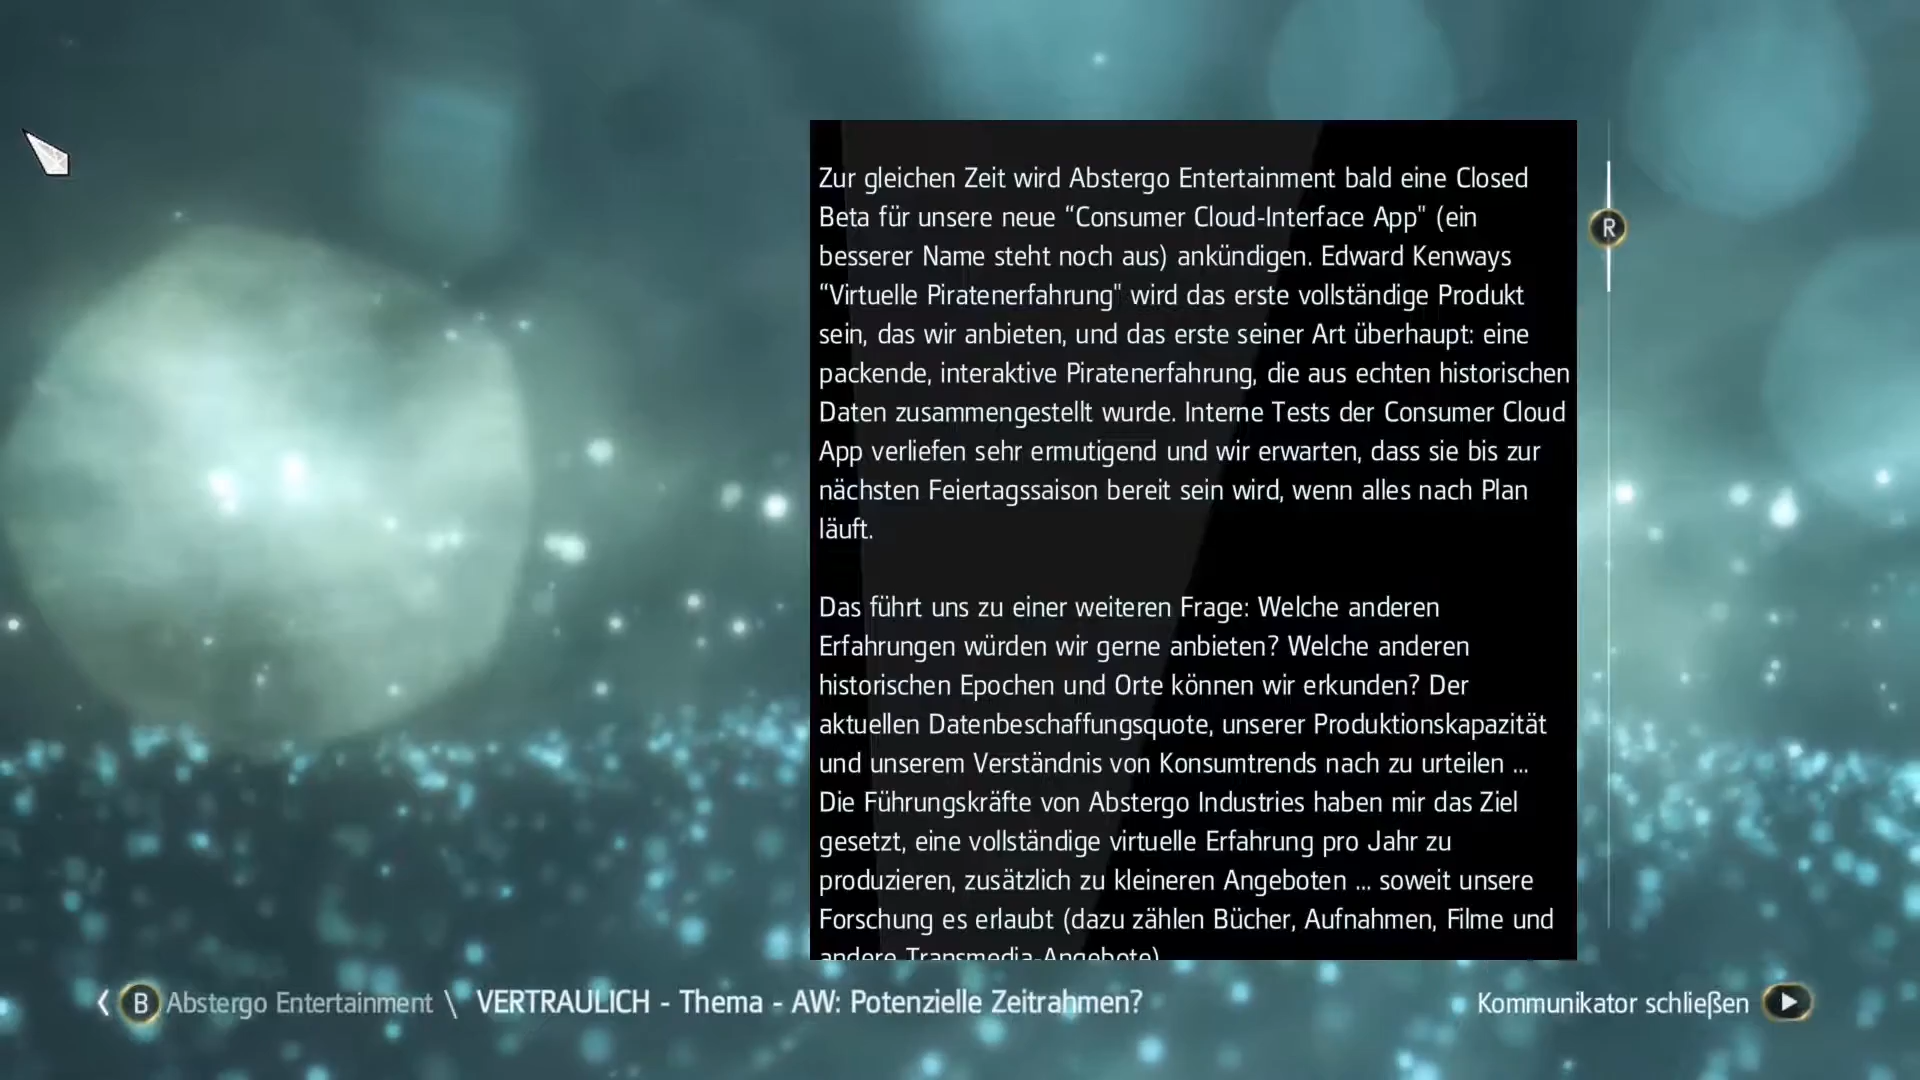 Zur gleichen Zeit wird Abstergo Entertainment bald eine Closed
Beta für unsere neue “Consumer Cloud-Interface App" (ein
besserer Name steht noch aus) ankündigen. Edward Kenways
“Virtuelle Piratenerfahrung" wird das erste vollständige Produkt
sein, das wir anbieten, und das erste seiner Art überhaupt: eine
packende, interaktive Piratenerfahrung, die aus echten historischen
Daten zusammengestellt wurde. Interne Tests der Consumer Cloud
App verliefen sehr ermutigend und wir erwarten, dass sie bis zur
nächsten Feiertagssaison bereit sein wird, wenn alles nach Plan
läuft.
Das führt uns zu einer weiteren Frage: Welche anderen
Erfahrungen würden wir gerne anbieten? Welche anderen
historischen Epochen und Orte können wir erkunden? Der
aktuellen Datenbeschaffungsquote, unserer Produktionskapazität
und unserem Verständnis von Konsumtrends nach zu urteilen ...
Die Führungskräfte von Abstergo Industries haben mir das Ziel
gesetzt, eine vollständige virtuelle Erfahrung pro Jahr zu
produzieren, zusätzlich zu kleineren Angeboten ... soweit unsere
Forschung es erlaubt (dazu zählen Bücher, Aufnahmen, Filme und
andere Transmedia-Angebote)
R
B Abstergo Entertainment \ VERTRAULICH - Thema - AW: Potenzielle Zeitrahmen?
Kommunikator schließen